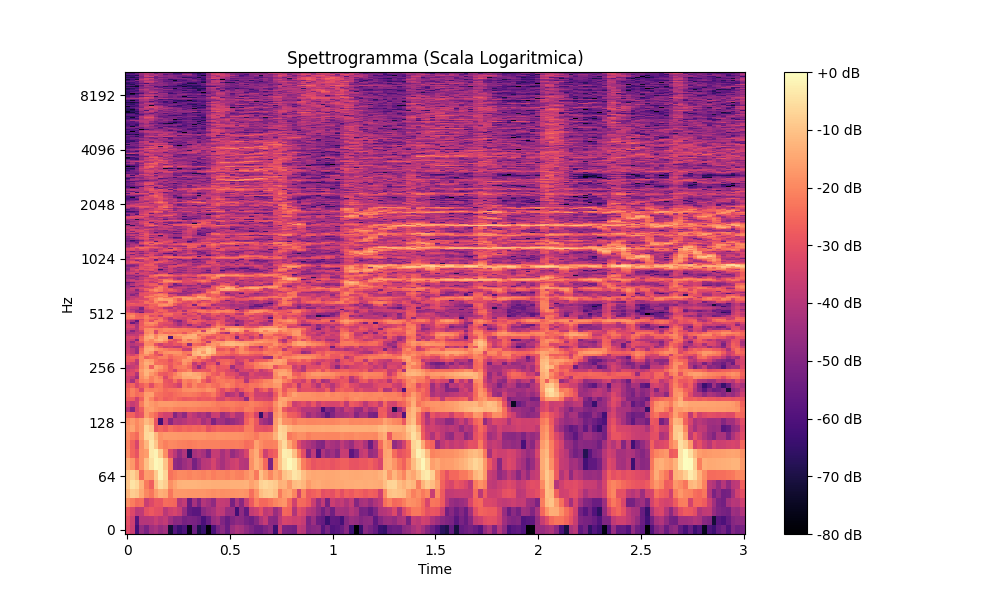 Spettrogramma (Scala Logaritmica)
Hz
8192
4096
2048
1024
512
256
128
64
0
0
0.5
1
1.5
2
2.5
3
Time
+0 dB
-10 dB
-20 dB
-30 dB
-40 dB
-50 dB
-60 dB
-70 dB
-80 dB